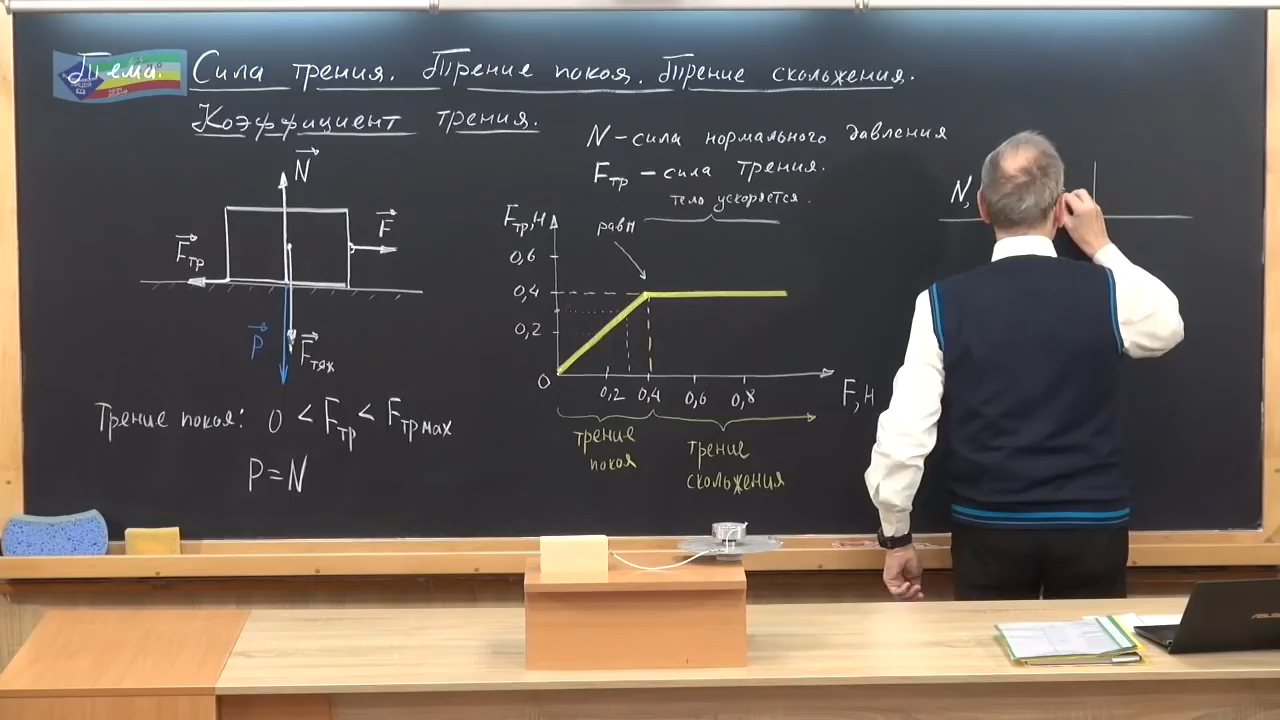 Тема. Сила трения. Трение покоя. Трение скольжения.
Коэффициент трения.
N – сила нормального давления
Fтр – сила трения.
тело ускоряется.
N
F
Fтр
P
Fтяж
Трение покоя: 0 < Fтр < Fтр max
P = N
Fтр, Н
равн
0,6
0,4
0,2
0
0,2 0,4 0,6 0,8
F, Н
трение покоя
трение скольжения
N,
ASUS